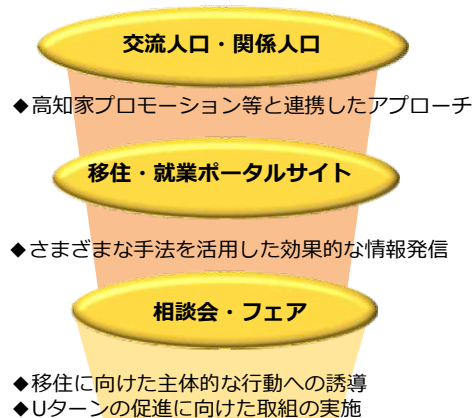 交流人口・関係人口
◆高知家プロモーション等と連携したアプローチ
移住・就業ポータルサイト
◆さまざまな手法を活用した効果的な情報発信
相談会・フェア
◆移住に向けた主体的な行動への誘導
◆Uターンの促進に向けた取組の実施